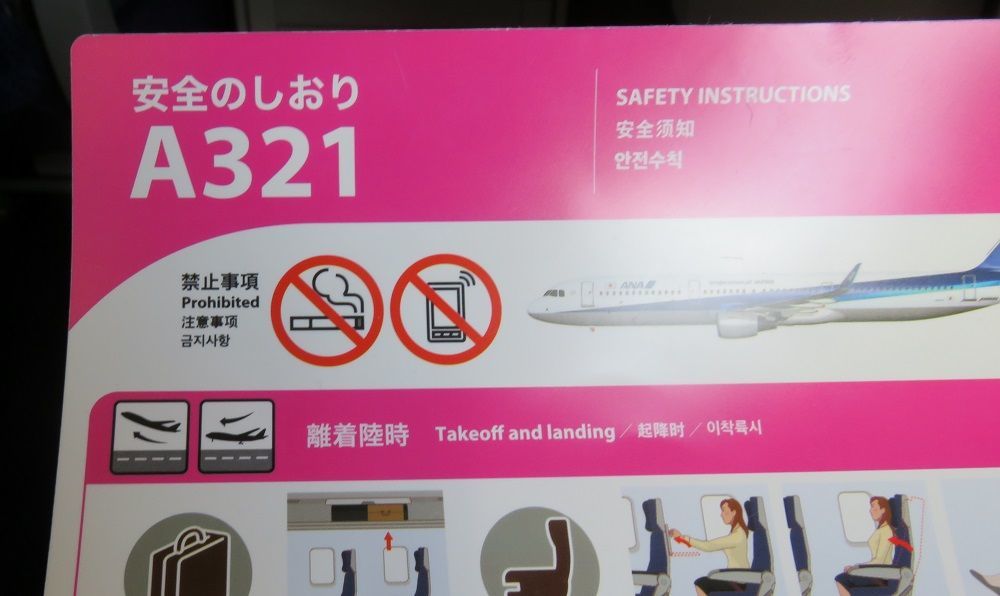 安全のしおり
A321
SAFETY INSTRUCTIONS
安全须知
안전수칙
禁止事項
Prohibited
注意事项
금지사항
ANA
離着陸時 Takeoff and landing / 起降时 / 이착륙시